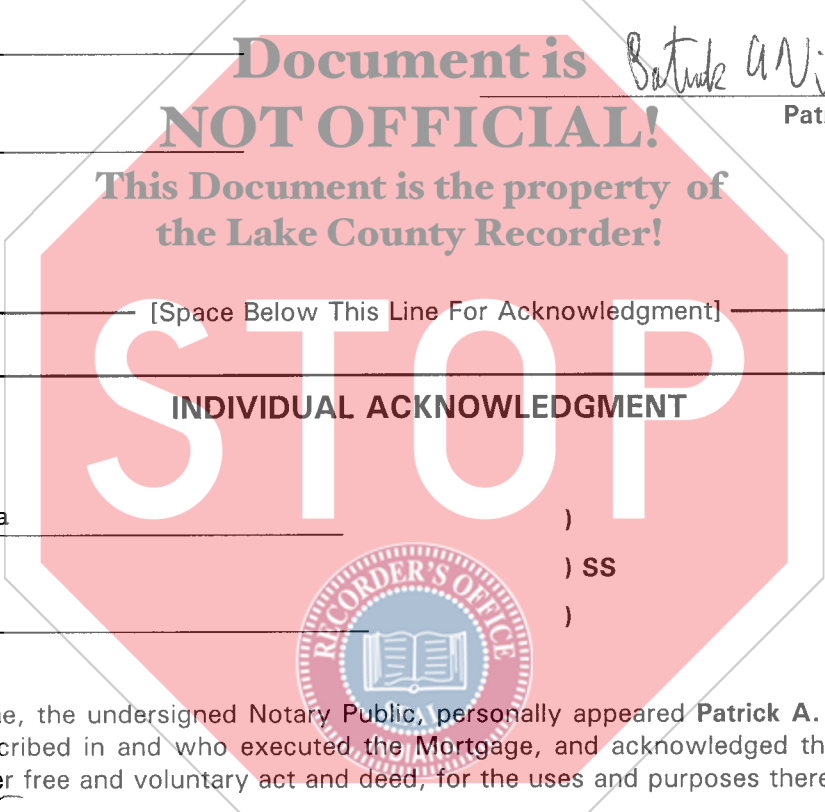 Document is
NOT OFFICIAL!
Pat
This Document is the property of
the Lake County Recorder!
[Space Below This Line For Acknowledgment]
STOP
INDIVIDUAL ACKNOWLEDGMENT
a )
) SS
)
RECORDER'S OFFICE
e, the undersigned Notary Public, personally appeared Patrick A.
cribed in and who executed the Mortgage, and acknowledged th
er free and voluntary act and deed, for the uses and purposes there